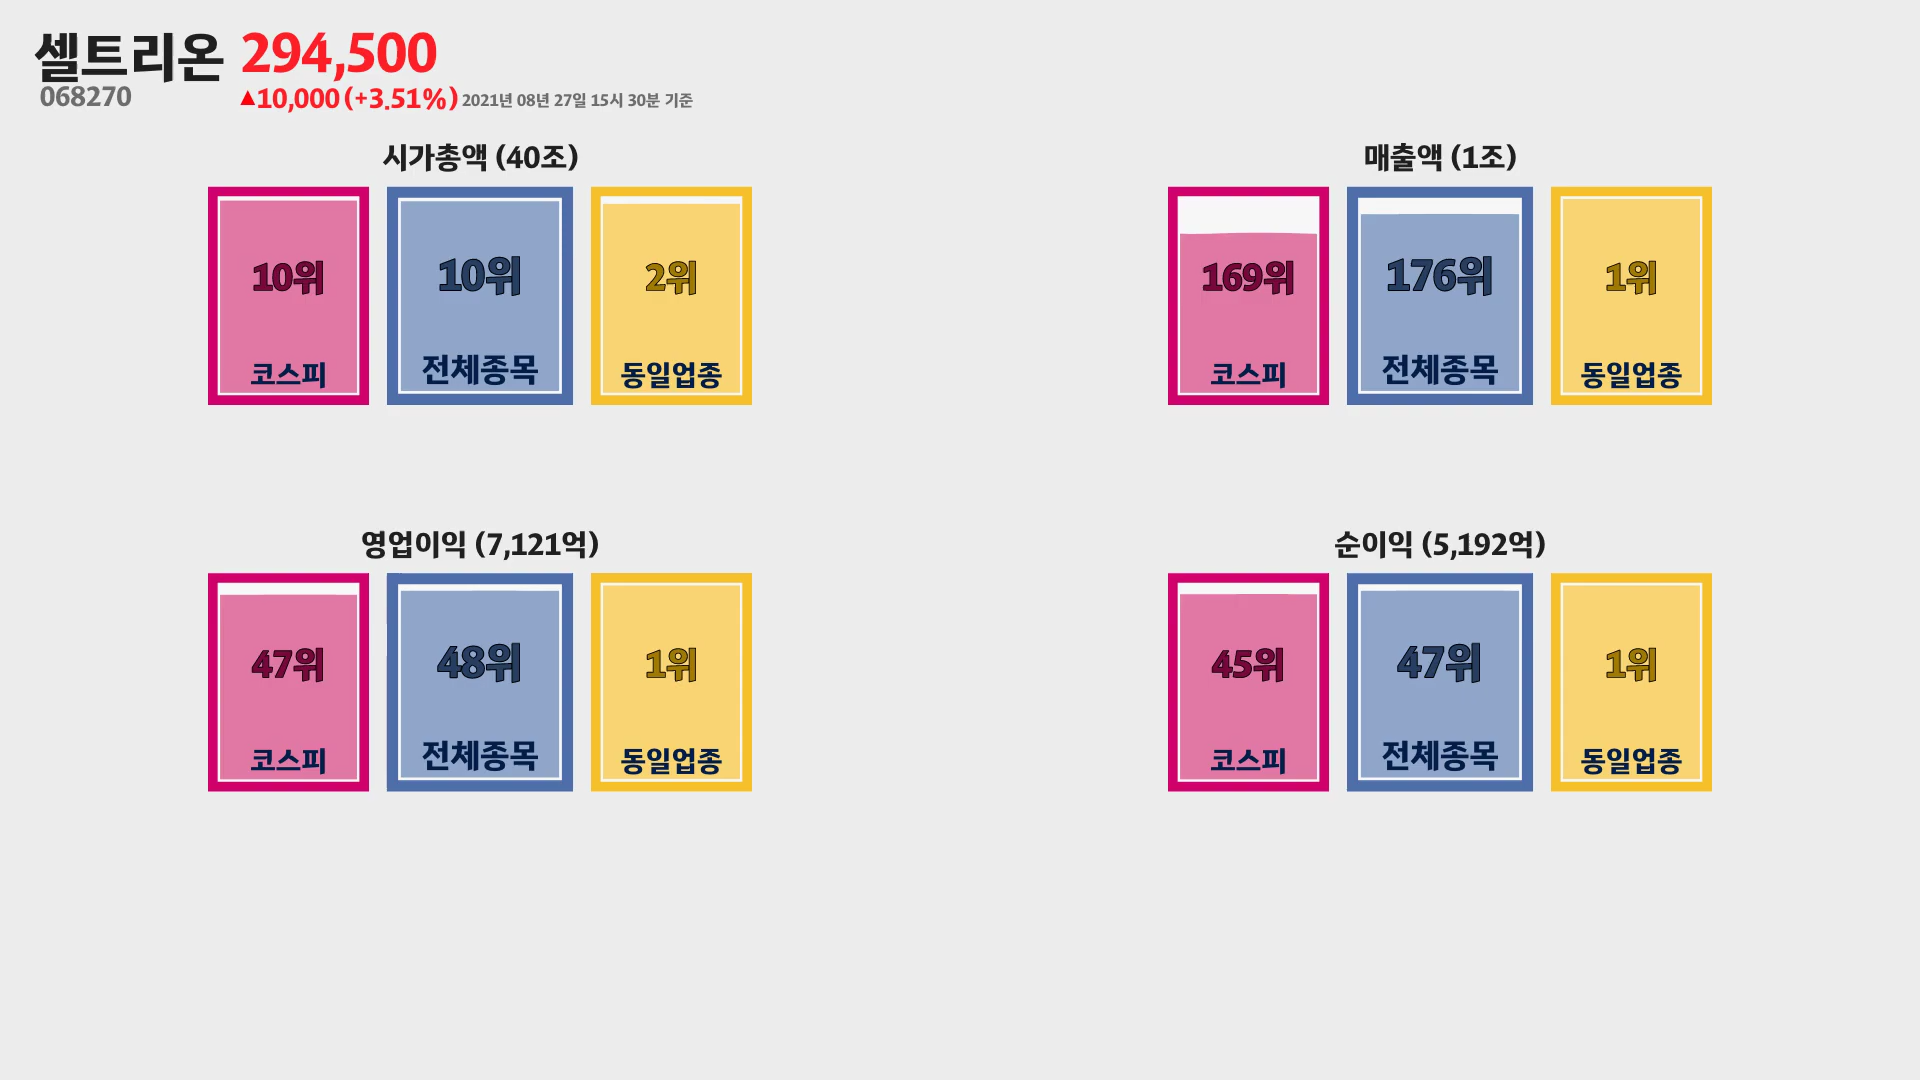 셀트리온 294,500
068270 ▲10,000 (+3.51%) 2021년 08년 27일 15시 30분 기준
시가총액 (40조)
10위 10위 2위
코스피 전체종목 동일업종
매출액 (1조)
169위 176위 1위
코스피 전체종목 동일업종
영업이익 (7,121억)
47위 48위 1위
코스피 전체종목 동일업종
순이익 (5,192억)
45위 47위 1위
코스피 전체종목 동일업종